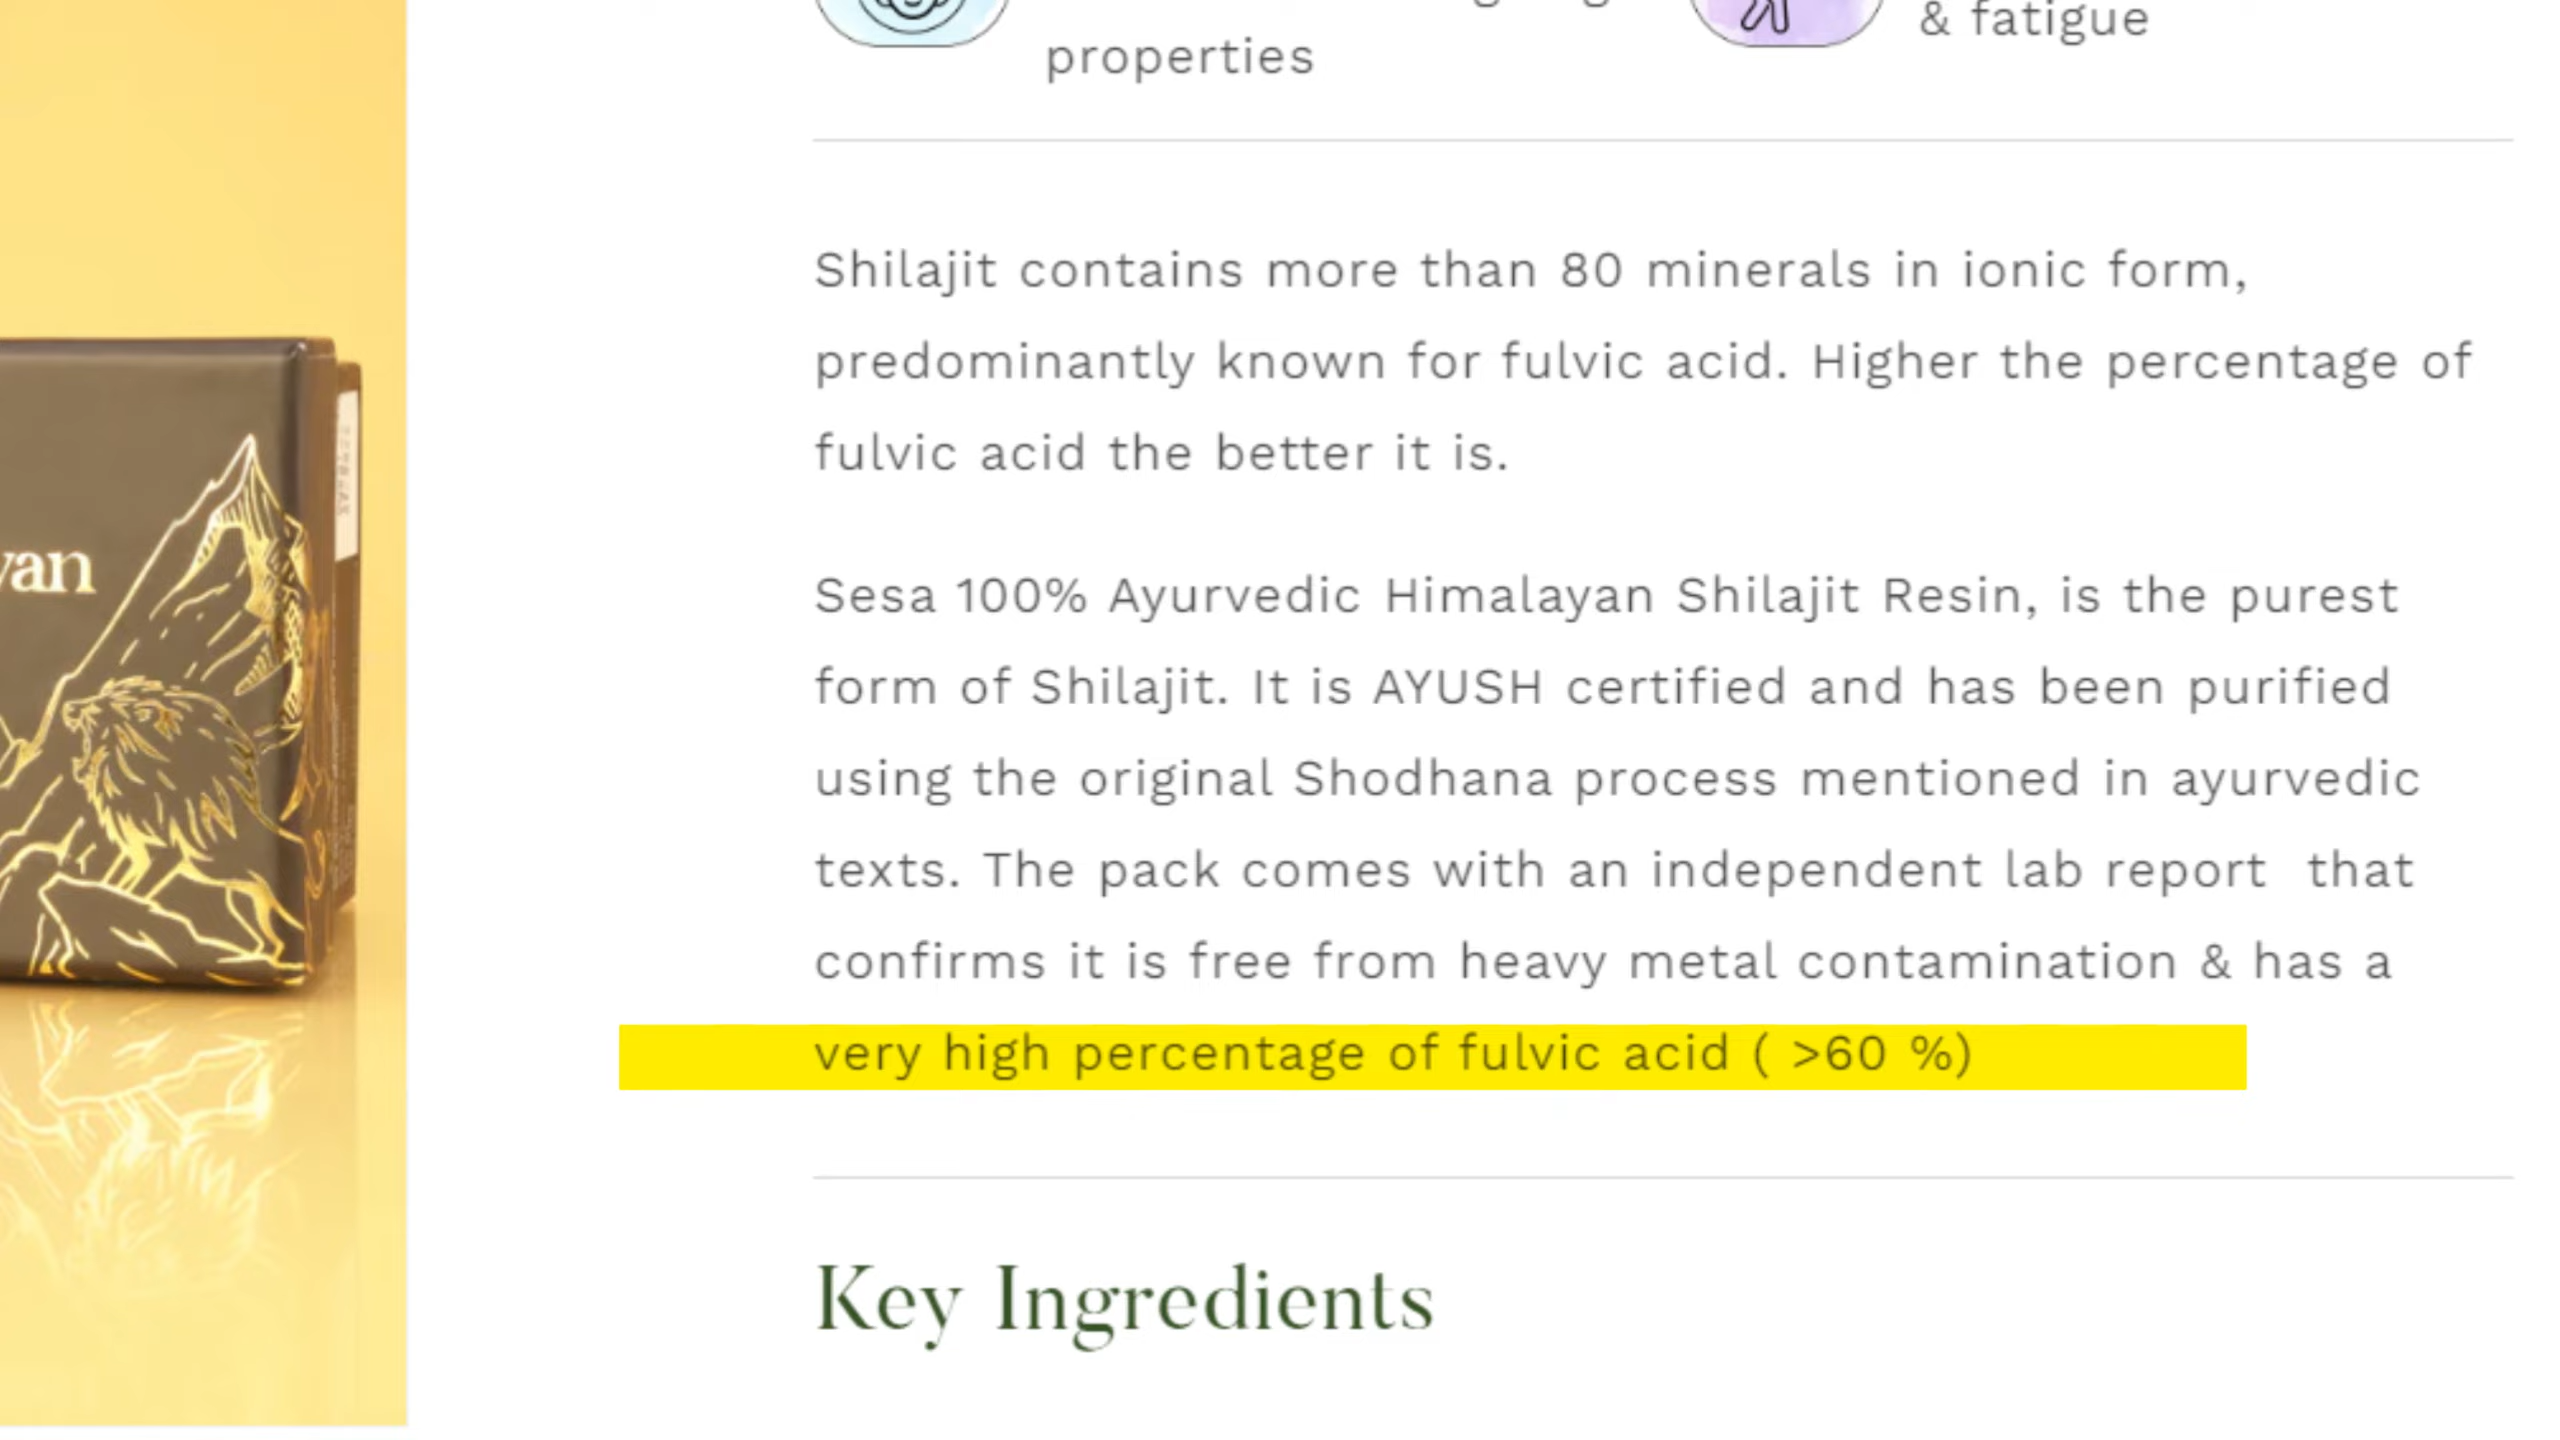 properties
& fatigue
Shilajit contains more than 80 minerals in ionic form,
predominantly known for fulvic acid. Higher the percentage of
fulvic acid the better it is.
Sesa 100% Ayurvedic Himalayan Shilajit Resin, is the purest
form of Shilajit. It is AYUSH certified and has been purified
using the original Shodhana process mentioned in ayurvedic
texts. The pack comes with an independent lab report that
confirms it is free from heavy metal contamination & has a
very high percentage of fulvic acid ( >60 %)
Key Ingredients